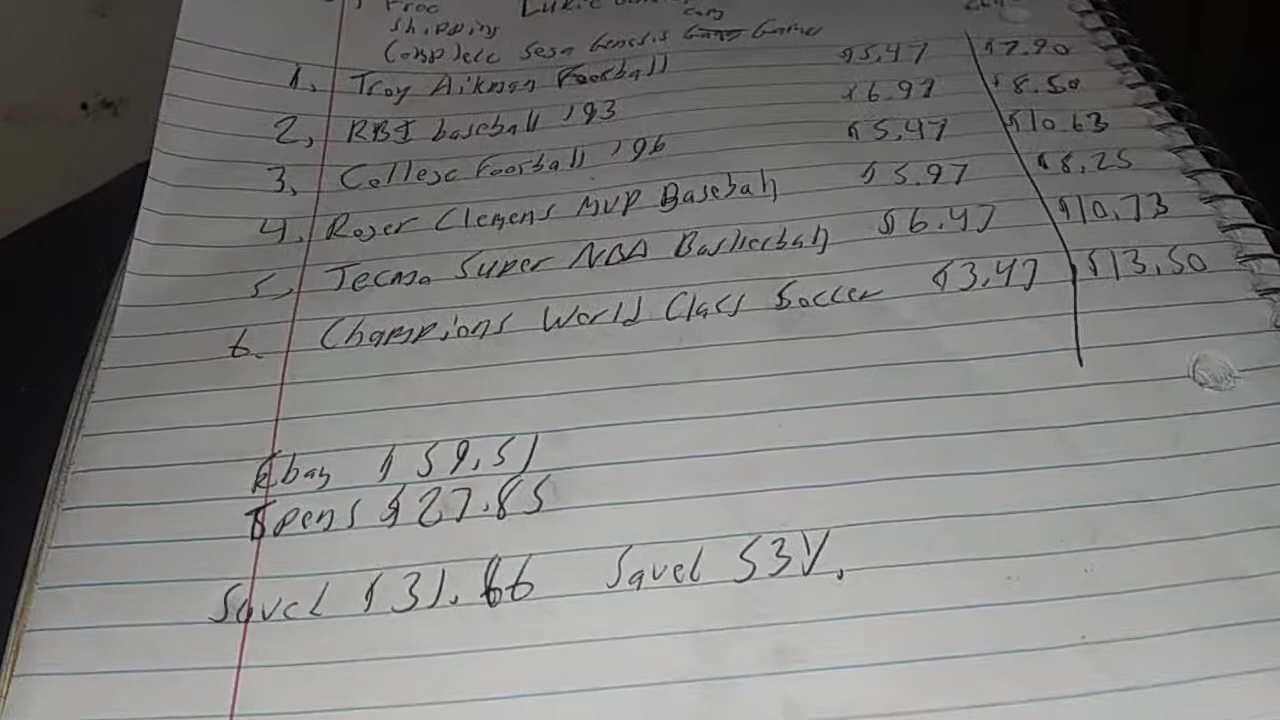 Free
Shipping
Complete Sega Genesis Game
1. Troy Aikman Football $5.47 $7.90
2, RBI baseball '93 $6.97 $8.50
3, College Football '96 $5.47 $10.63
4. Roger Clemens MVP Baseball $3.97 $8.25
5, Tecmo Super NBA Basketball $6.47 $10.73
6. Champions World Class Soccer $3.47 $13.50
Ebay $59.51
Spent $27.85
Saved $31.66 Saved 53%